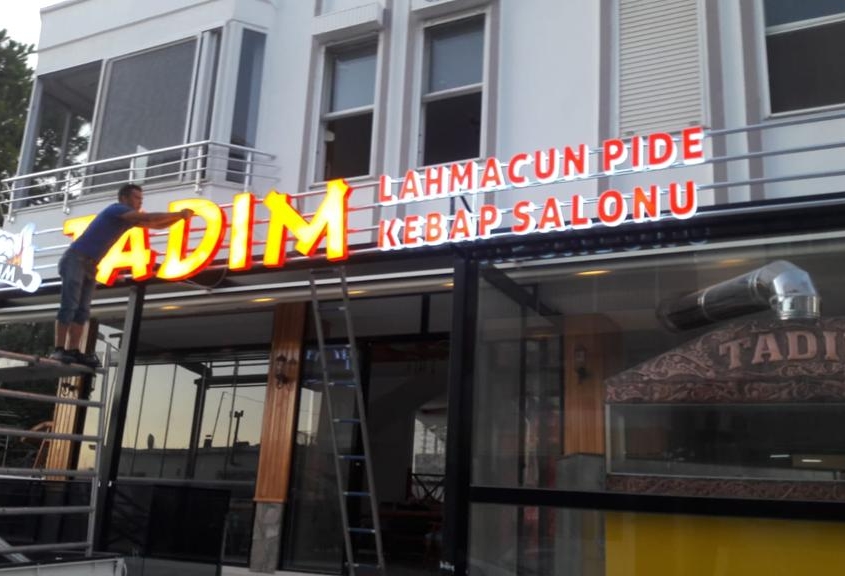 TADIM
LAHMACUN PIDE
KEBAP SALONU
TADI